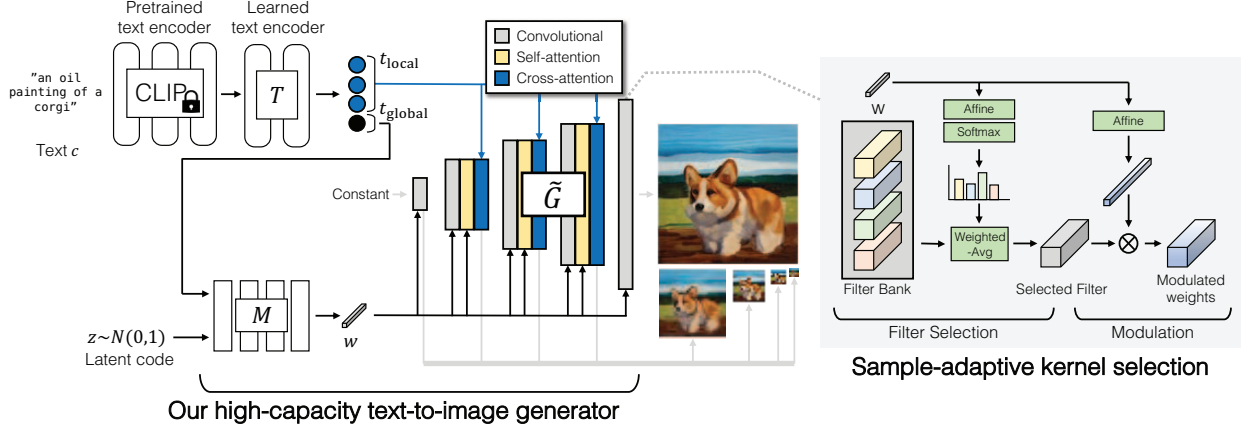 Pretrained
text encoder
Learned
text encoder
"an oil
painting of a
corgi"
Text c
CLIP
T
t_local
t_global
Convolutional
Self-attention
Cross-attention
Constant
G̃
M
z~N(0,1)
Latent code
w
Our high-capacity text-to-image generator
W
Affine
Softmax
Affine
Weighted
-Avg
Filter Bank
Selected Filter
Modulated
weights
Filter Selection
Modulation
Sample-adaptive kernel selection